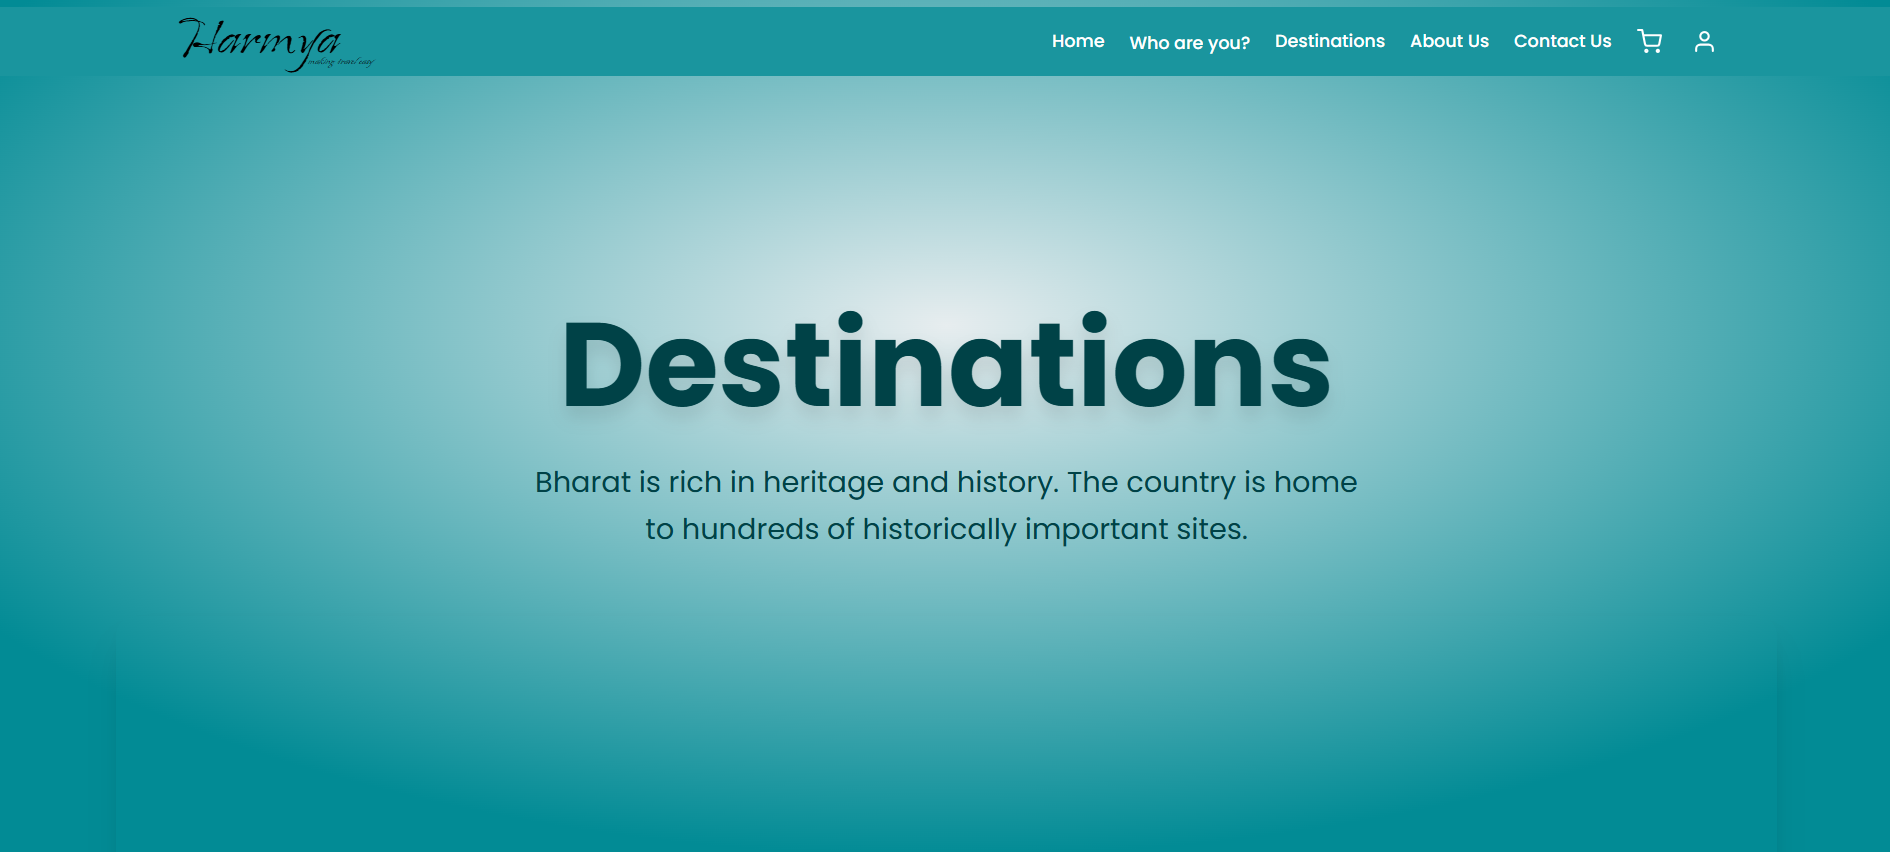 Harmya
making travel easy
Home Who are you? Destinations About Us Contact Us
Destinations
Bharat is rich in heritage and history. The country is home
to hundreds of historically important sites.